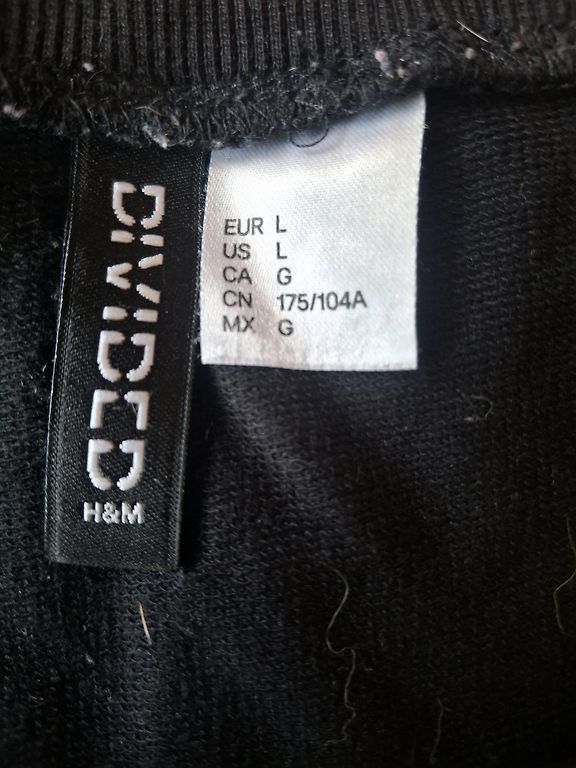 DIVIDED
H&M
EUR L
US L
CA G
CN 175/104A
MX G